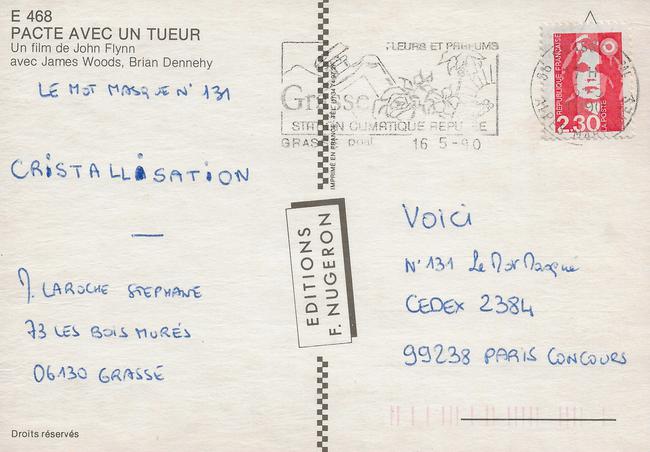 E 468
PACTE AVEC UN TUEUR
Un film de John Flynn
avec James Woods, Brian Dennehy
LE MOT MASQUE N° 131
CRISTALLISATION
—
M. LAROCHE STEPHANE
73 LES BOIS MURÉS
06130 GRASSE
Droits réservés
EDITIONS
F. NUGERON
FLEURS ET PARFUMS
Grasse
STATION CLIMATIQUE REPUTEE
GRASSE ppal 16-5-90
REPUBLIQUE FRANÇAISE
2,30
LA POSTE
VOICI
N° 131 Le Mot Masqué
CEDEX 2384
99238 PARIS CONCOURS